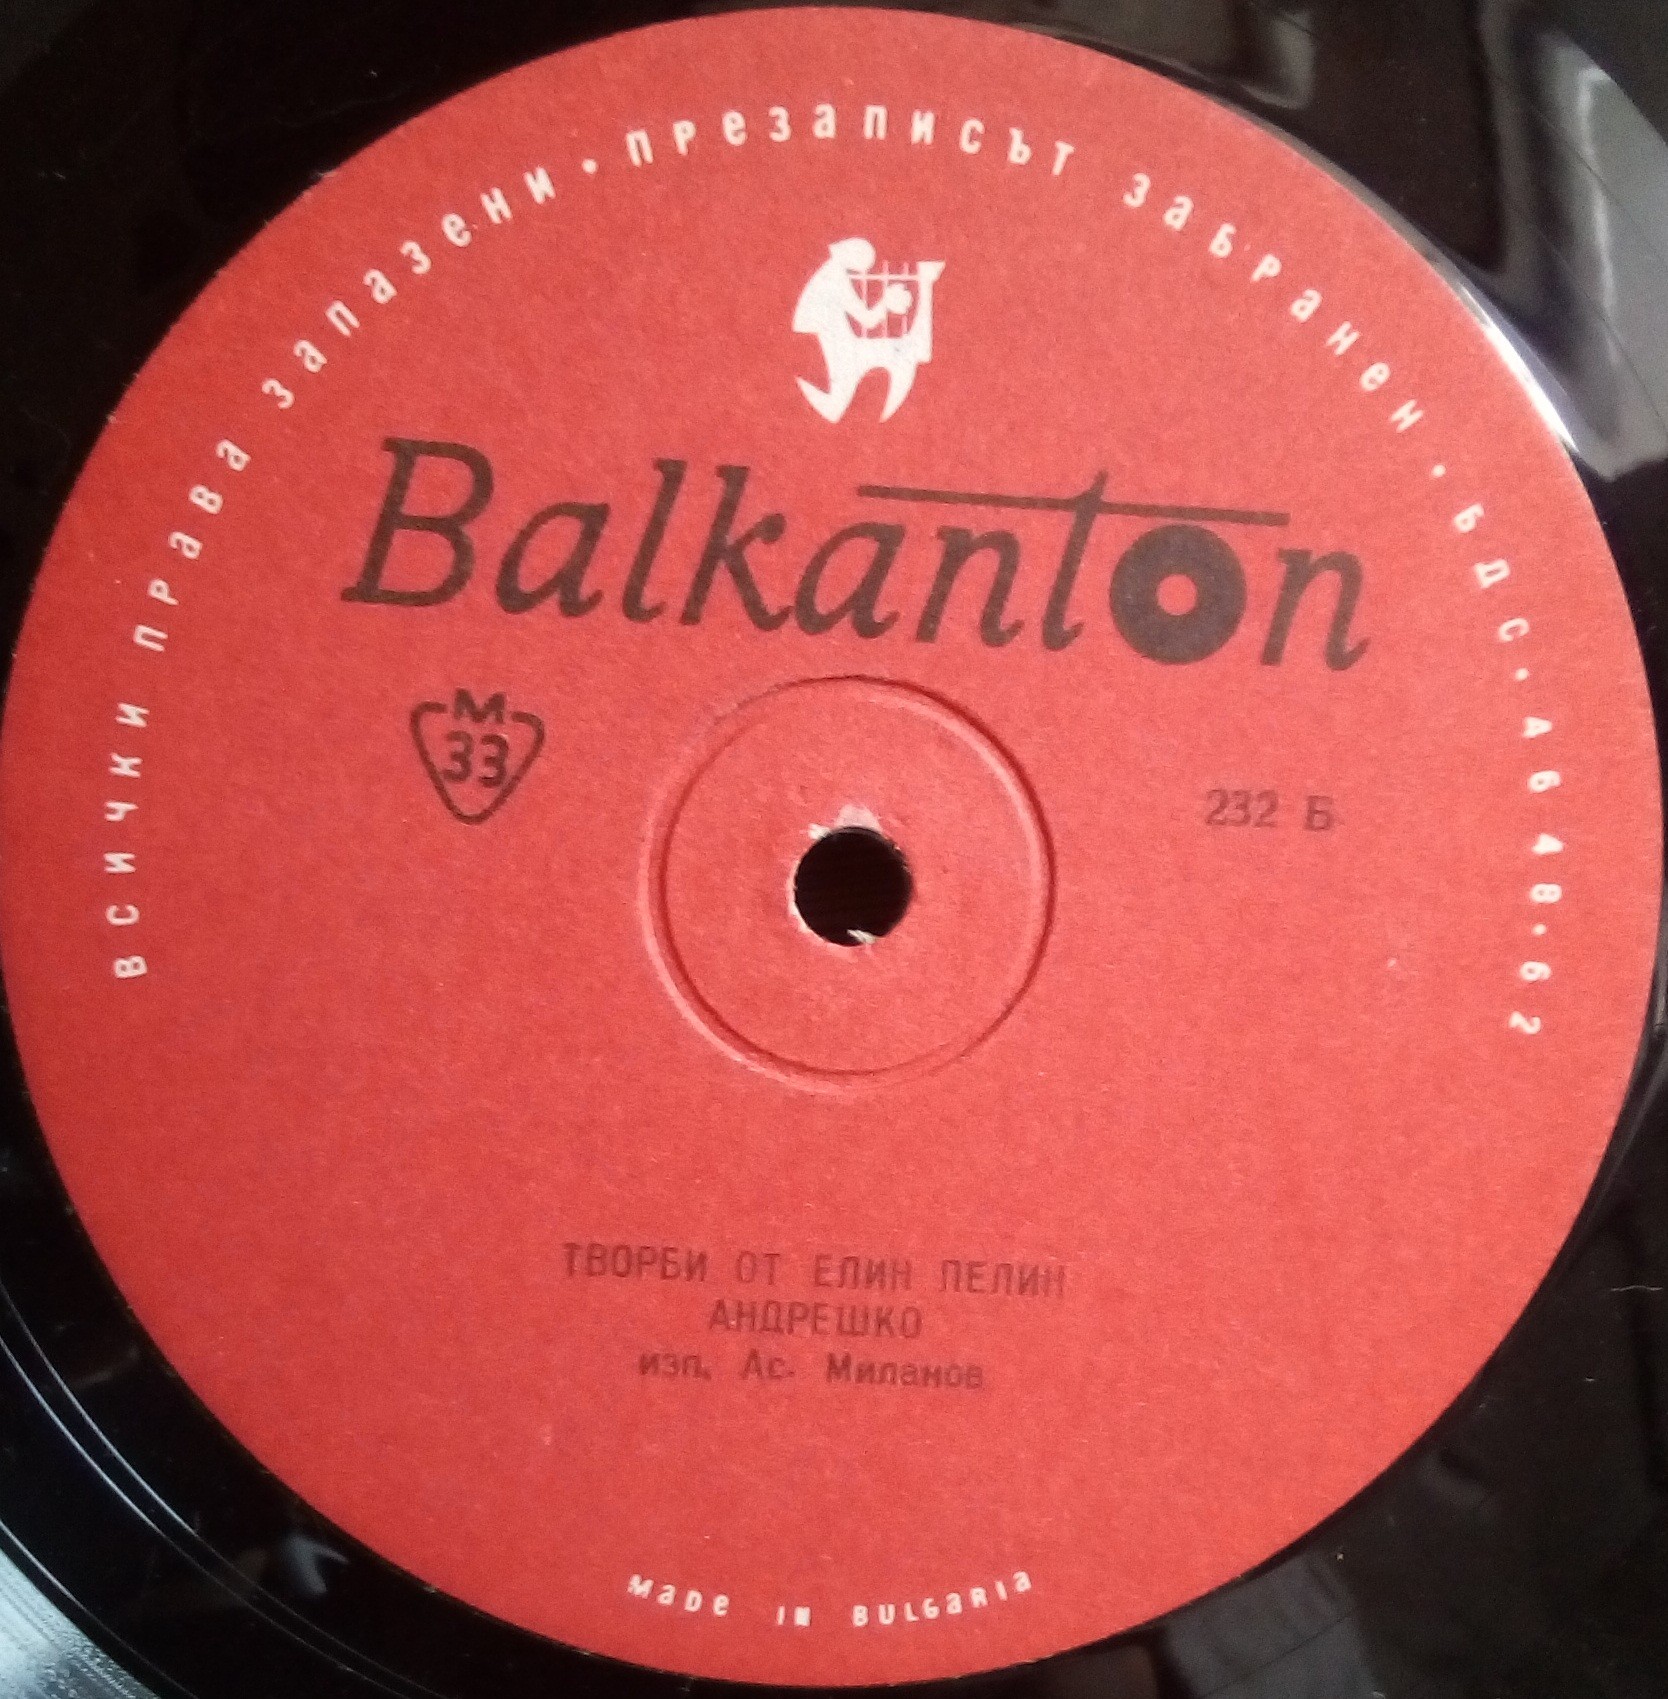 всички права запазени • презаписът забранен • БДС • 4648 • 62
Balkanton
М
33
232 Б
ТВОРБИ ОТ ЕЛИН ПЕЛИН
АНДРЕШКО
изп. Ас. Миланов
MaDe IN BULGaRIa